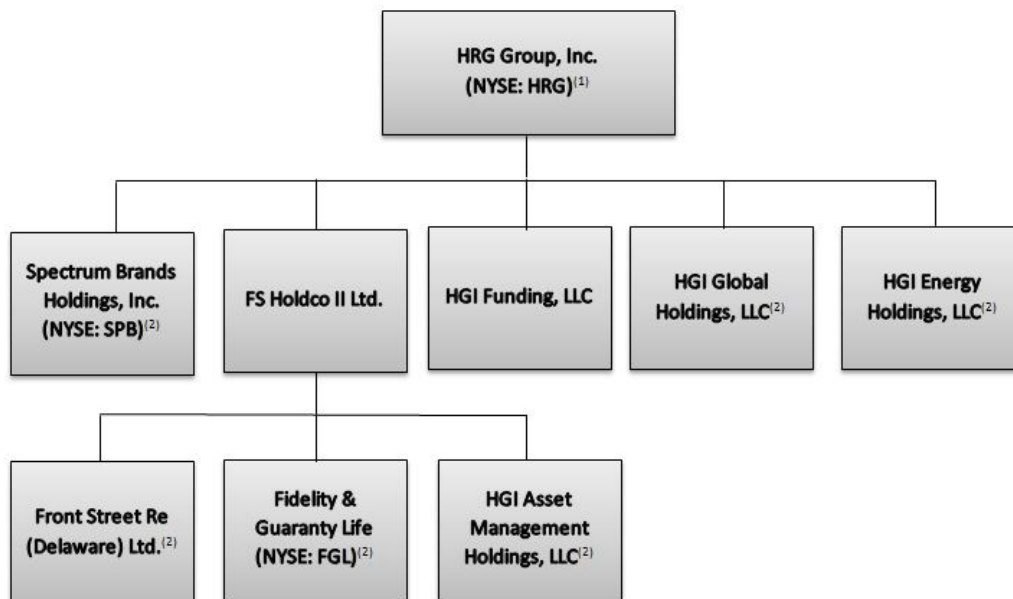 HRG Group, Inc.
(NYSE: HRG)(1)
Spectrum Brands
Holdings, Inc.
(NYSE: SPB)(2)
FS Holdco II Ltd.
HGI Funding, LLC
HGI Global
Holdings, LLC(2)
HGI Energy
Holdings, LLC(2)
Front Street Re
(Delaware) Ltd.(2)
Fidelity &
Guaranty Life
(NYSE: FGL)(2)
HGI Asset
Management
Holdings, LLC(2)